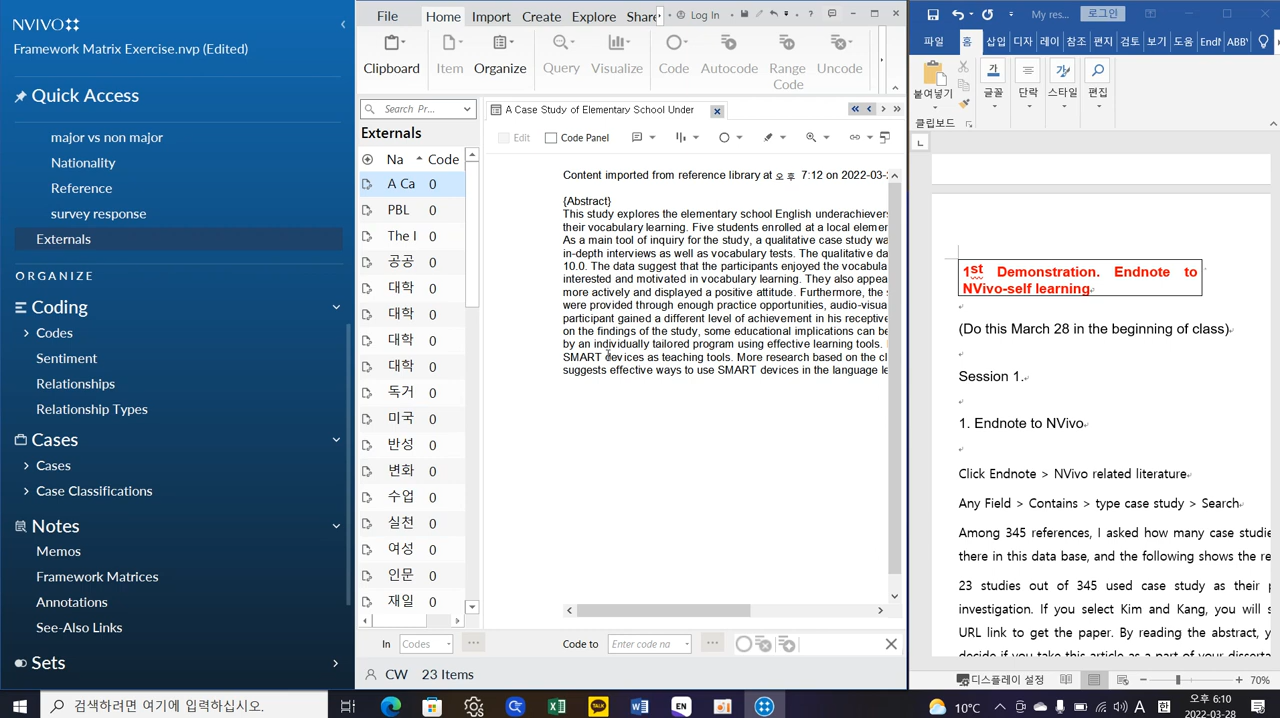 NVIVO
Framework Matrix Exercise.nvp (Edited)
Quick Access
major vs non major
Nationality
Reference
survey response
Externals
ORGANIZE
Coding
Codes
Sentiment
Relationships
Relationship Types
Cases
Cases
Case Classifications
Notes
Memos
Framework Matrices
Annotations
See-Also Links
Sets
File
Home
Import
Create
Explore
Share
Log In
Clipboard
Item
Organize
Query
Visualize
Code
Autocode
Range
Code
Uncode
Search Pr...
Externals
Na
Code
A Ca 0
PBL 0
The I 0
공공 0
대학 0
대학 0
대학 0
대학 0
독거 0
미국 0
반성 0
변화 0
수업 0
실천 0
여성 0
인문 0
재일 0
A Case Study of Elementary School Under
Edit
Code Panel
Content imported from reference library at 오후 7:12 on 2022-03-
{Abstract}
This study explores the elementary school English underachiever
their vocabulary learning. Five students enrolled at a local elemen
As a main tool of inquiry for the study, a qualitative case study wa
in-depth interviews as well as vocabulary tests. The qualitative da
10.0. The data suggest that the participants enjoyed the vocabula
interested and motivated in vocabulary learning. They also appea
more actively and displayed a positive attitude. Furthermore, the s
were provided through enough practice opportunities, audio-visua
participant gained a different level of achievement in his receptive
on the findings of the study, some educational implications can be
by an individually tailored program using effective learning tools.
SMART devices as teaching tools. More research based on the cl
suggests effective ways to use SMART devices in the language le
In
Codes
Code to
Enter code na
CW
23 Items
My res...
로그인
파일
홈
삽입
디자
레이
참조
편지
검토
보기
도움
Endl
ABB
붙여넣기
글꼴
단락
스타일
편집
클립보드
1st Demonstration. Endnote to
NVivo-self learning
(Do this March 28 in the beginning of class)
Session 1.
1. Endnote to NVivo
Click Endnote > NVivo related literature
Any Field > Contains > type case study > Search
Among 345 references, I asked how many case studie
there in this data base, and the following shows the re
23 studies out of 345 used case study as their p
investigation. If you select Kim and Kang, you will s
URL link to get the paper. By reading the abstract, y
decide if you take this article as a part of your disserta
디스플레이 설정
70%
검색하려면 여기에 입력하십시오.
TALK
EN
10°C
A
한
오후 6:10
2022-03-28